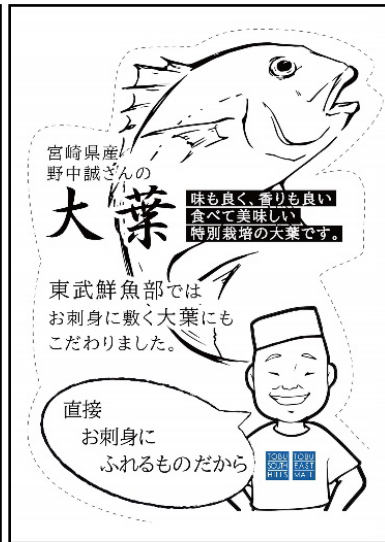 宮崎県産
野中誠さんの
大葉
味も良く、香りも良い
食べて美味しい
特別栽培の大葉です。
東武鮮魚部では
お刺身に敷く大葉にも
こだわりました。
直接
お刺身に
ふれるものだから
TOBU TOBU
SOUTH EAST
HILLS MALL